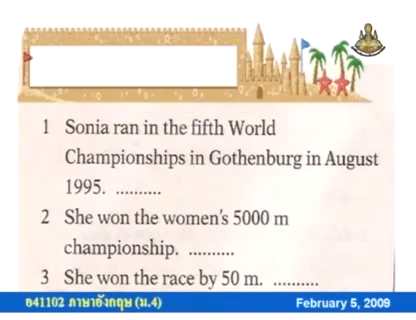 1 Sonia ran in the fifth World
Championships in Gothenburg in August
1995. ..........
2 She won the women's 5000 m
championship. ..........
3 She won the race by 50 m. ..........
อ41102 ภาษาอังกฤษ (ม.4)
February 5, 2009